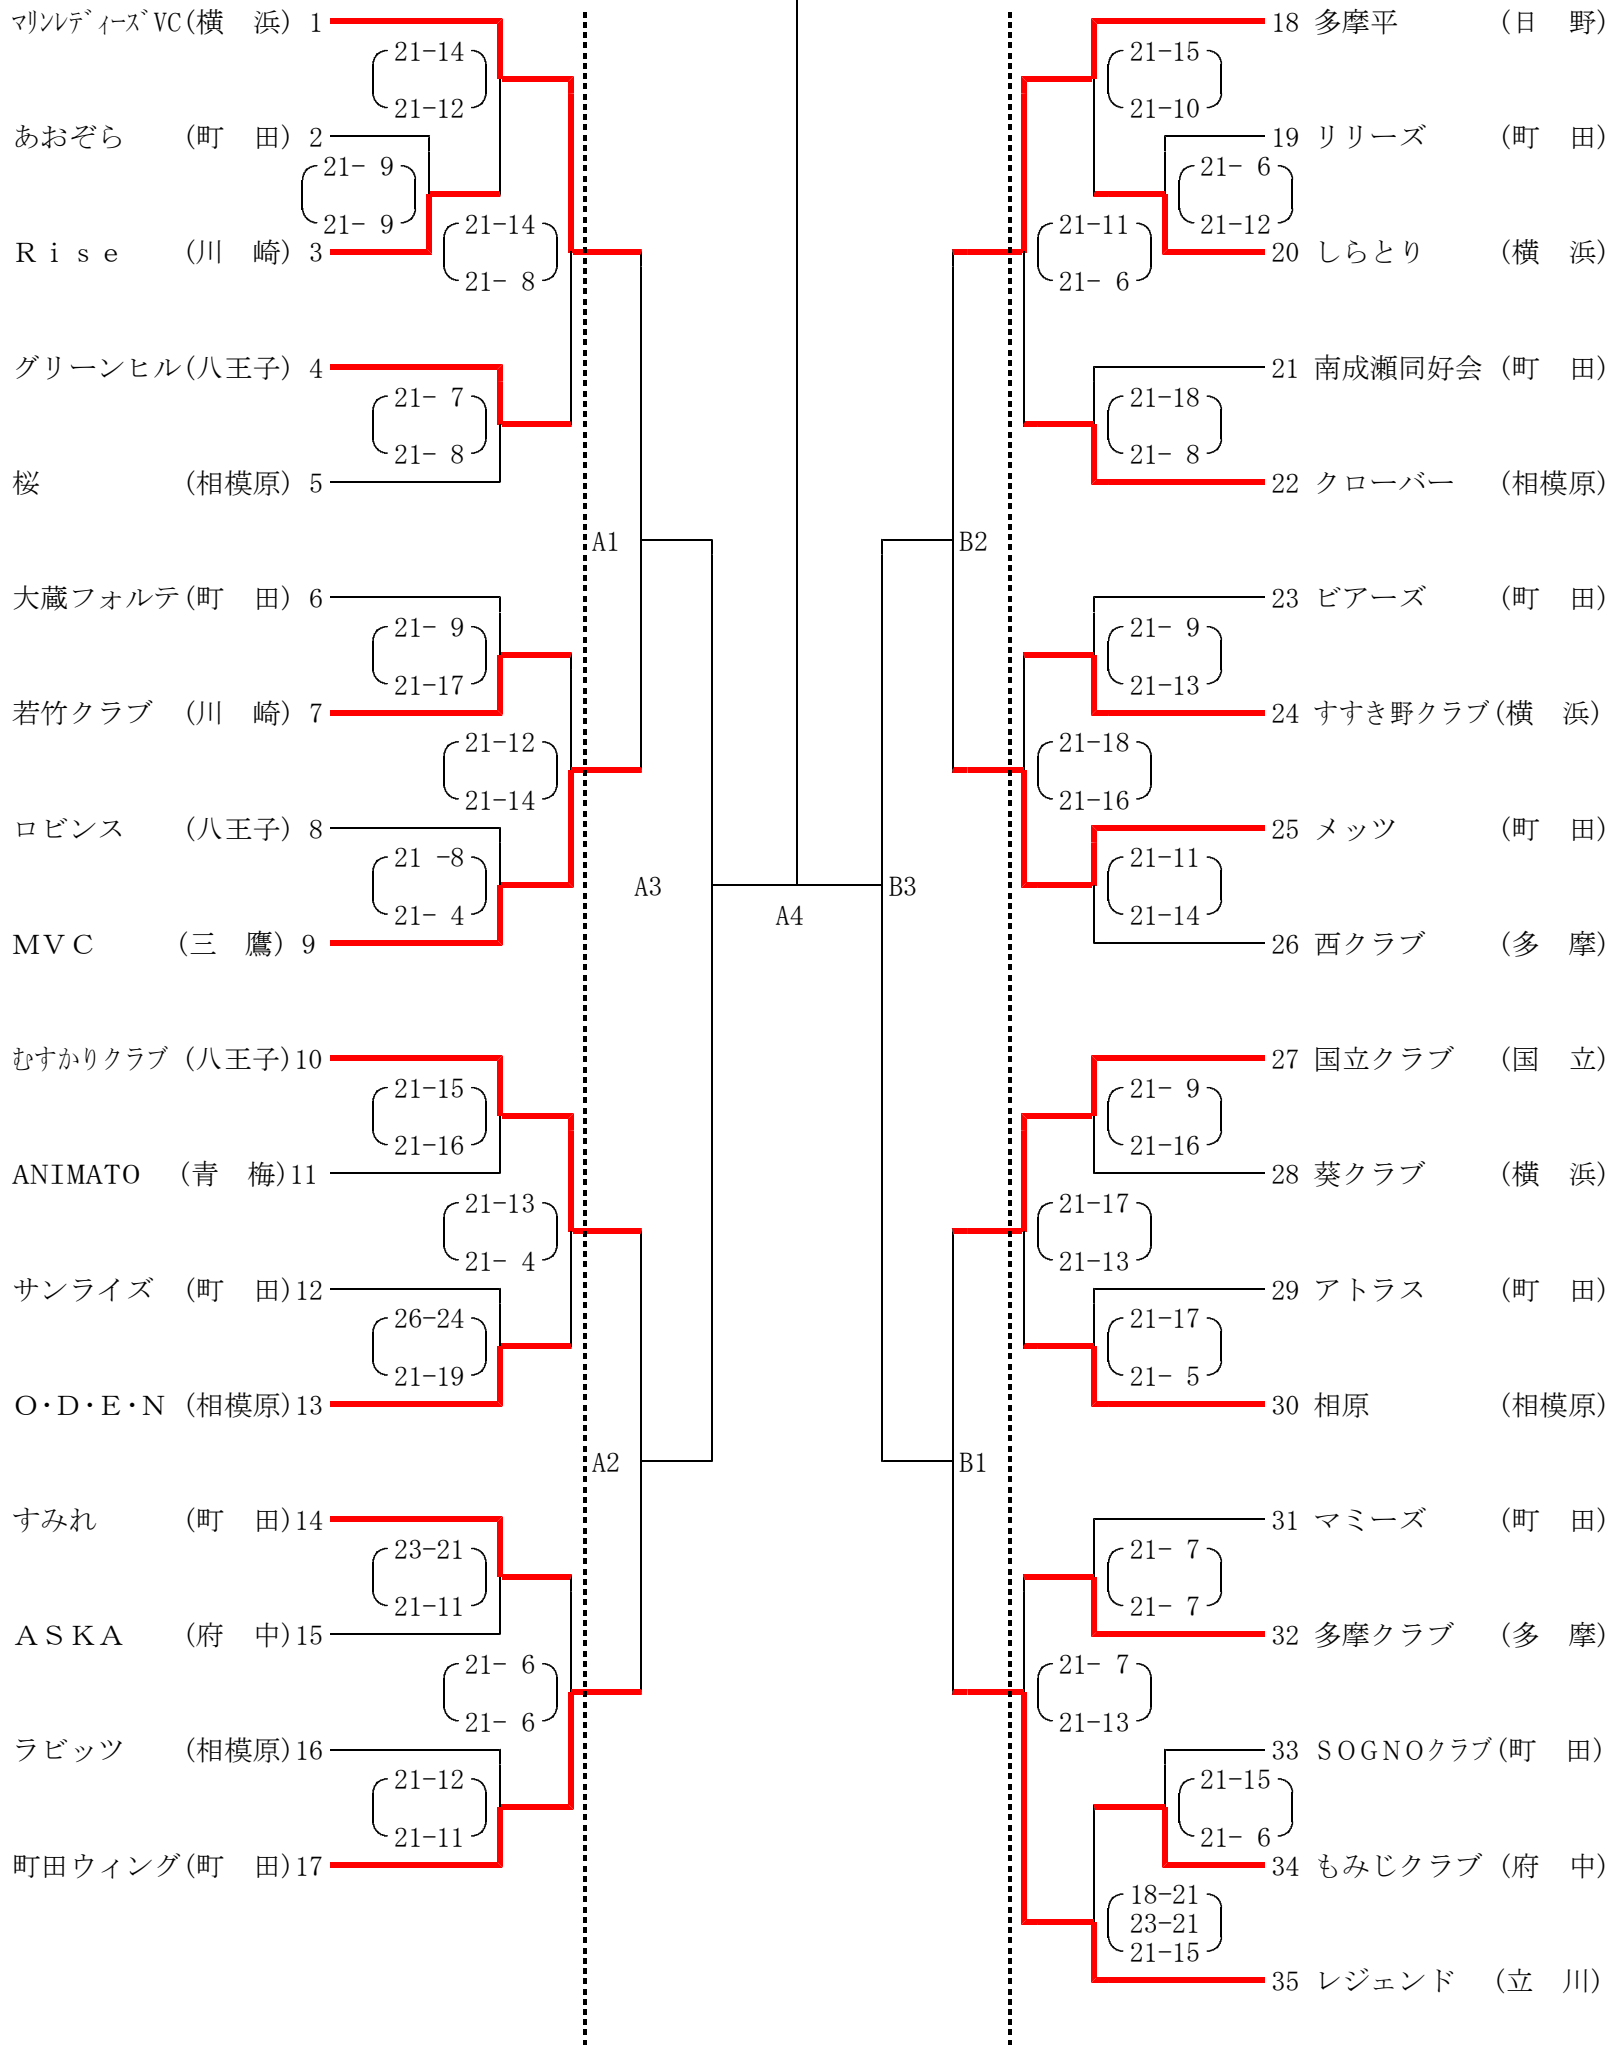 マリンレディースﾞVC(横　浜) 1
21-14
21-12
あおぞら　　(町　田) 2
21- 9
21- 9
Ｒｉｓｅ　　(川　崎) 3
21-14
21- 8
グリーンヒル(八王子) 4
21- 7
21- 8
桜　　　　　(相模原) 5
A1
大蔵フォルテ(町　田) 6
21- 9
21-17
若竹クラブ　(川　崎) 7
21-12
21-14
ロビンス　　(八王子) 8
21 -8
21- 4
ＭＶＣ　　　(三　鷹) 9
A3
A4
むすかりクラブ (八王子)10
21-15
21-16
ANIMATO　 (青　梅)11
21-13
21- 4
サンライズ　(町　田)12
26-24
21-19
Ｏ･Ｄ･Ｅ･Ｎ (相模原)13
A2
すみれ　　　(町　田)14
23-21
21-11
ＡＳＫＡ　　(府　中)15
21- 6
21- 6
ラビッツ　　(相模原)16
21-12
21-11
町田ウィング(町　田)17
18 多摩平　　　(日　野)
21-15
21-10
19 リリーズ　　(町　田)
21- 6
21-12
20 しらとり　　(横　浜)
21-11
21- 6
21 南成瀬同好会 (町　田)
21-18
21- 8
22 クローバー　(相模原)
B2
23 ビアーズ　　(町　田)
21- 9
21-13
24 すすき野クラブ(横　浜)
21-18
21-16
25 メッツ　　　(町　田)
21-11
21-14
26 西クラブ　　(多　摩)
B3
27 国立クラブ　(国　立)
21- 9
21-16
28 葵クラブ　　(横　浜)
21-17
21-13
29 アトラス　　(町　田)
21-17
21- 5
30 相原　　　　(相模原)
B1
31 マミーズ　　(町　田)
21- 7
21- 7
32 多摩クラブ　(多　摩)
21- 7
21-13
33 ＳＯＧＮＯクラブ(町　田)
21-15
21- 6
34 もみじクラブ (府　中)
18-21
23-21
21-15
35 レジェンド　(立　川)